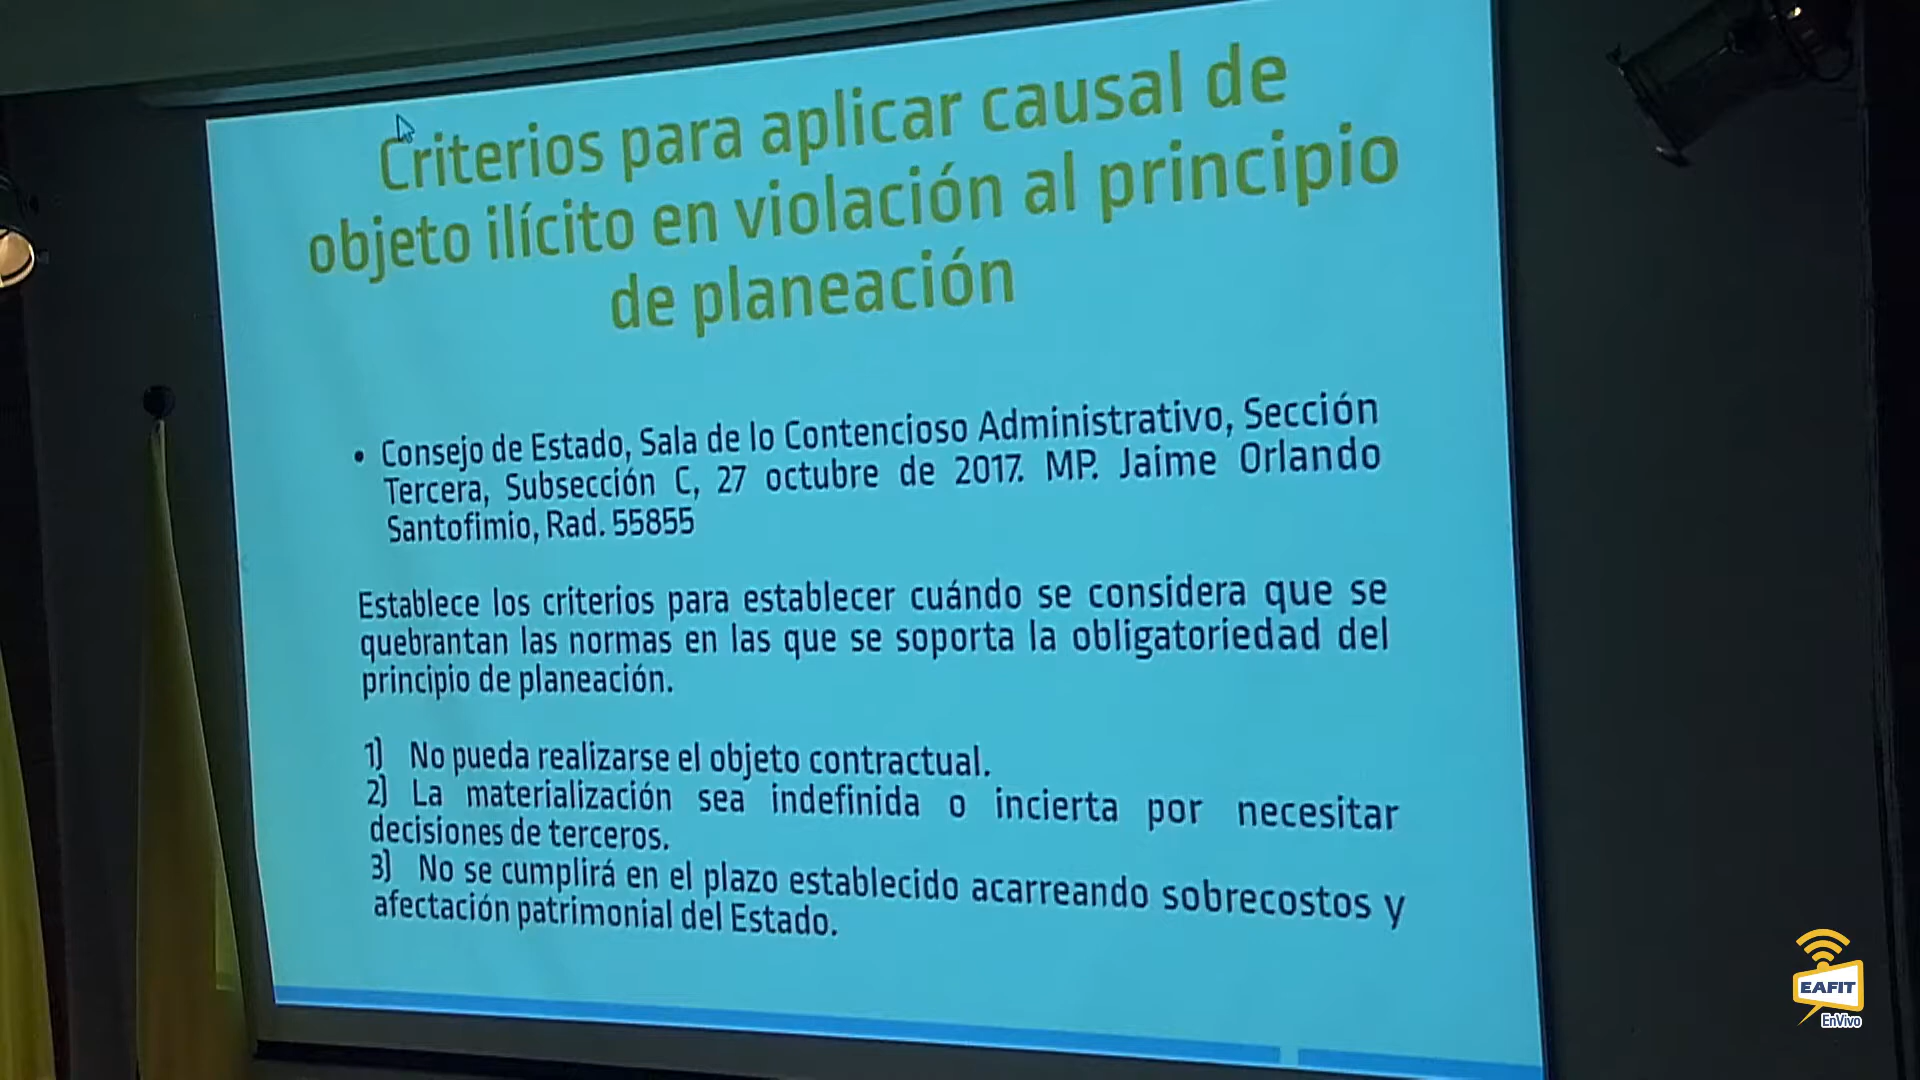 Criterios para aplicar causal de
objeto ilícito en violación al principio
de planeación
• Consejo de Estado, Sala de lo Contencioso Administrativo, Sección
Tercera, Subsección C, 27 octubre de 2017. MP. Jaime Orlando
Santofimio, Rad. 55855
Establece los criterios para establecer cuándo se considera que se
quebrantan las normas en las que se soporta la obligatoriedad del
principio de planeación.
1) No pueda realizarse el objeto contractual.
2) La materialización sea indefinida o incierta por necesitar
decisiones de terceros.
3) No se cumplirá en el plazo establecido acarreando sobrecostos y
afectación patrimonial del Estado.
EAFIT
EnVivo